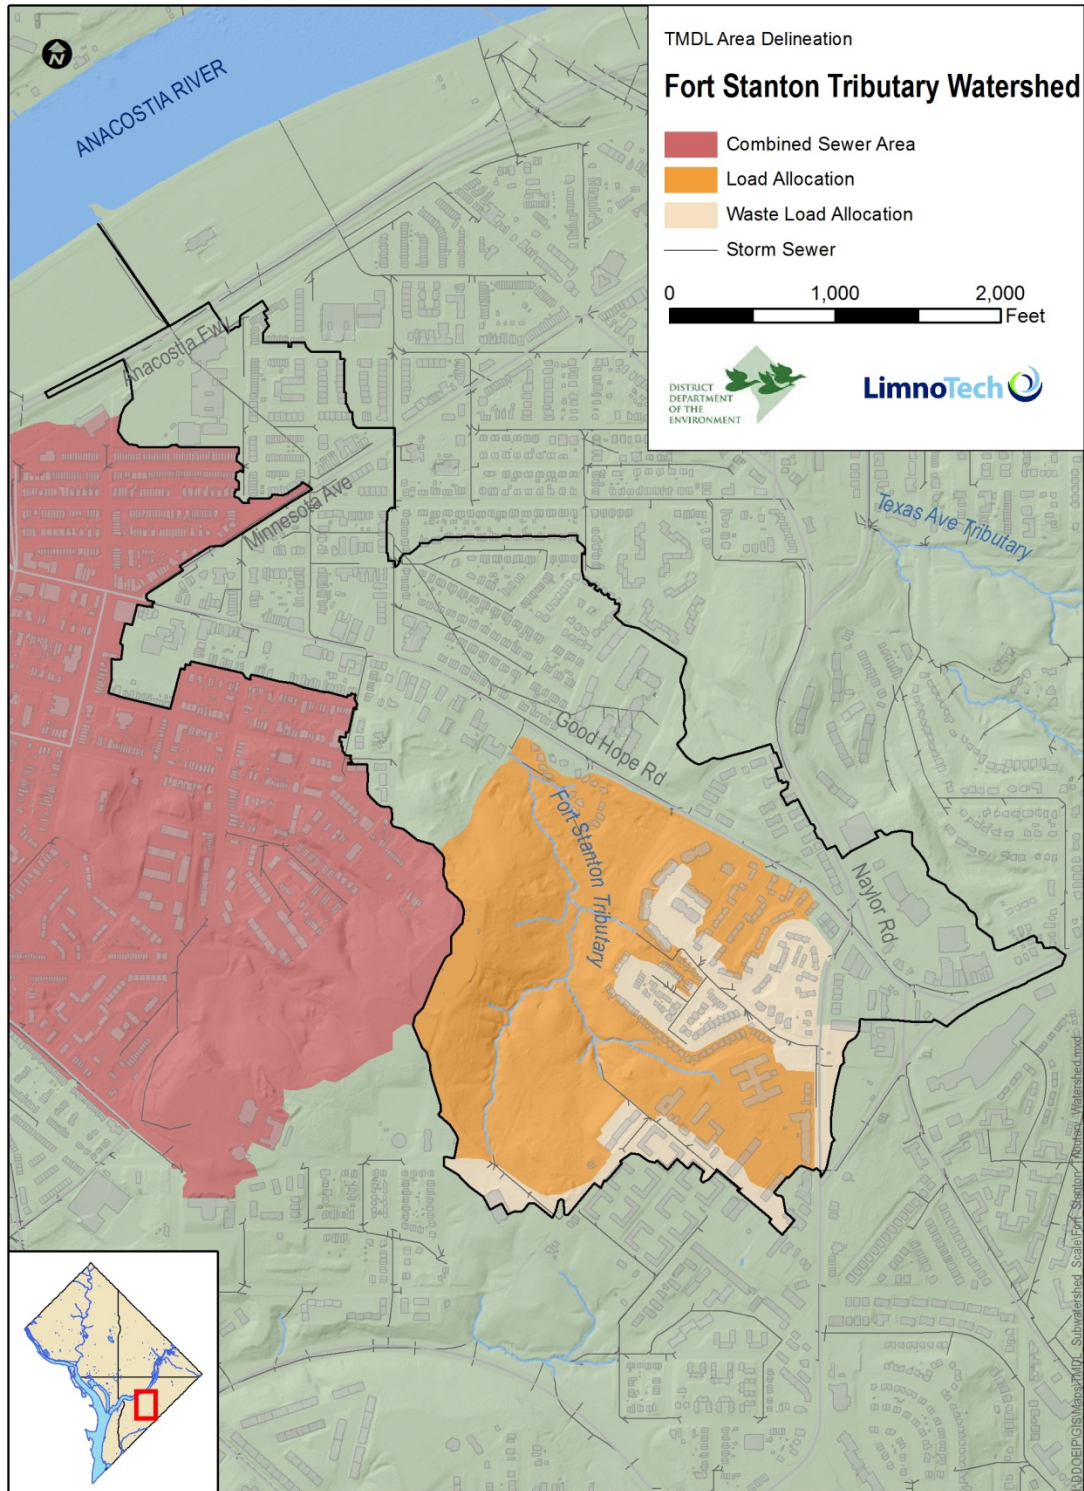 N
ANACOSTIA RIVER
TMDL Area Delineation
Fort Stanton Tributary Watershed
Combined Sewer Area
Load Allocation
Waste Load Allocation
Storm Sewer
0 1,000 2,000
Feet
DISTRICT
DEPARTMENT
OF THE
ENVIRONMENT
LimnoTech
Anacostia Fwy
Minnesota Ave
Texas Ave Tributary
Good Hope Rd
Fort Stanton Tributary
Naylor Rd